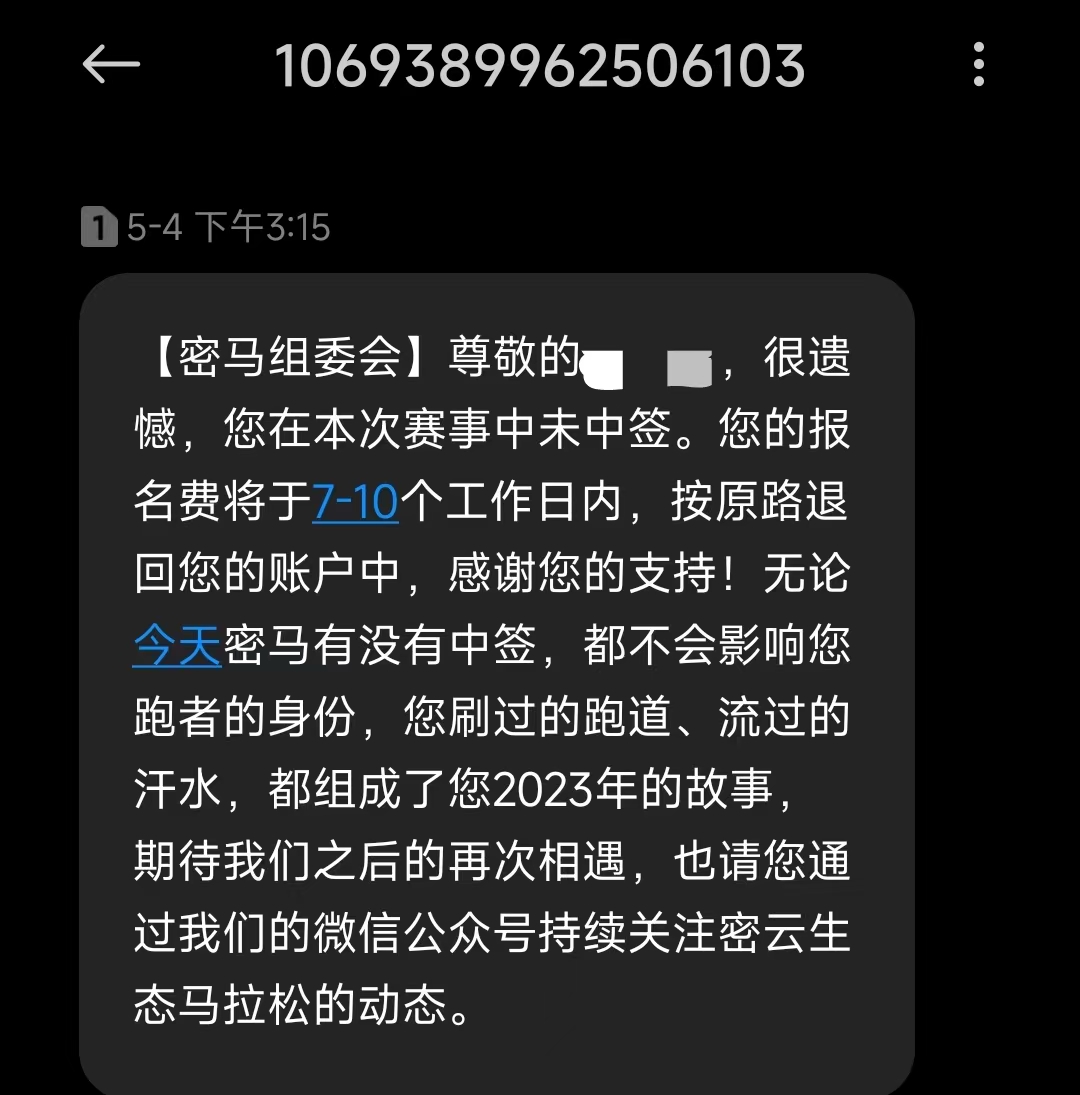 1069389962506103
1 5-4 下午3:15
【密马组委会】尊敬的 ，很遗
憾，您在本次赛事中未中签。您的报
名费将于7-10个工作日内，按原路退
回您的账户中，感谢您的支持！无论
今天密马有没有中签，都不会影响您
跑者的身份，您刷过的跑道、流过的
汗水，都组成了您2023年的故事，
期待我们之后的再次相遇，也请您通
过我们的微信公众号持续关注密云生
态马拉松的动态。